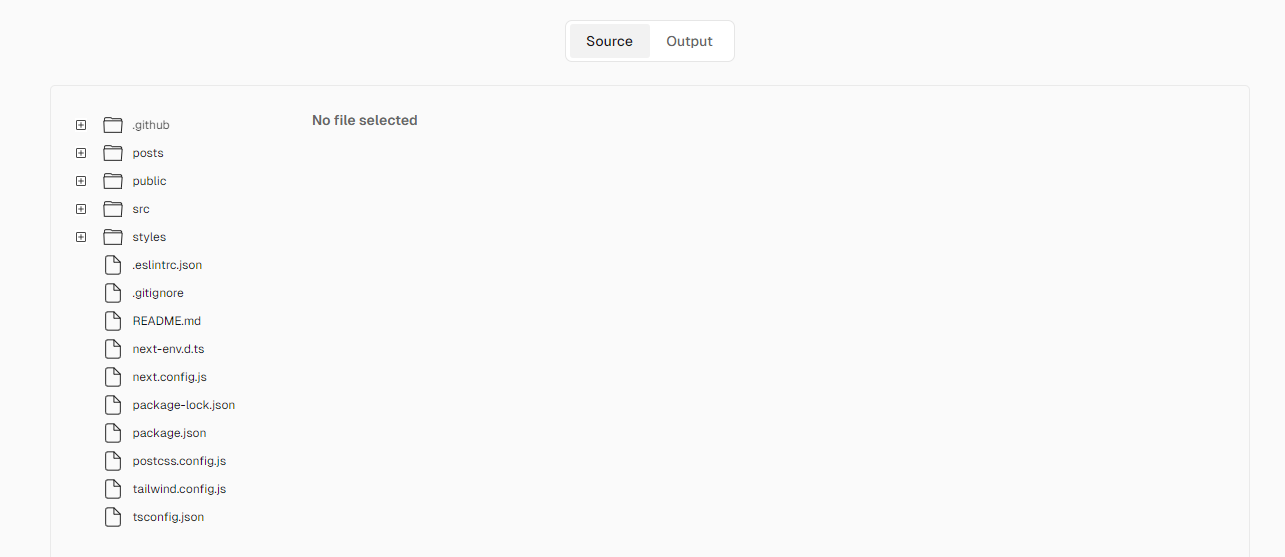 Source Output
No file selected
.github
posts
public
src
styles
.eslintrc.json
.gitignore
README.md
next-env.d.ts
next.config.js
package-lock.json
package.json
postcss.config.js
tailwind.config.js
tsconfig.json